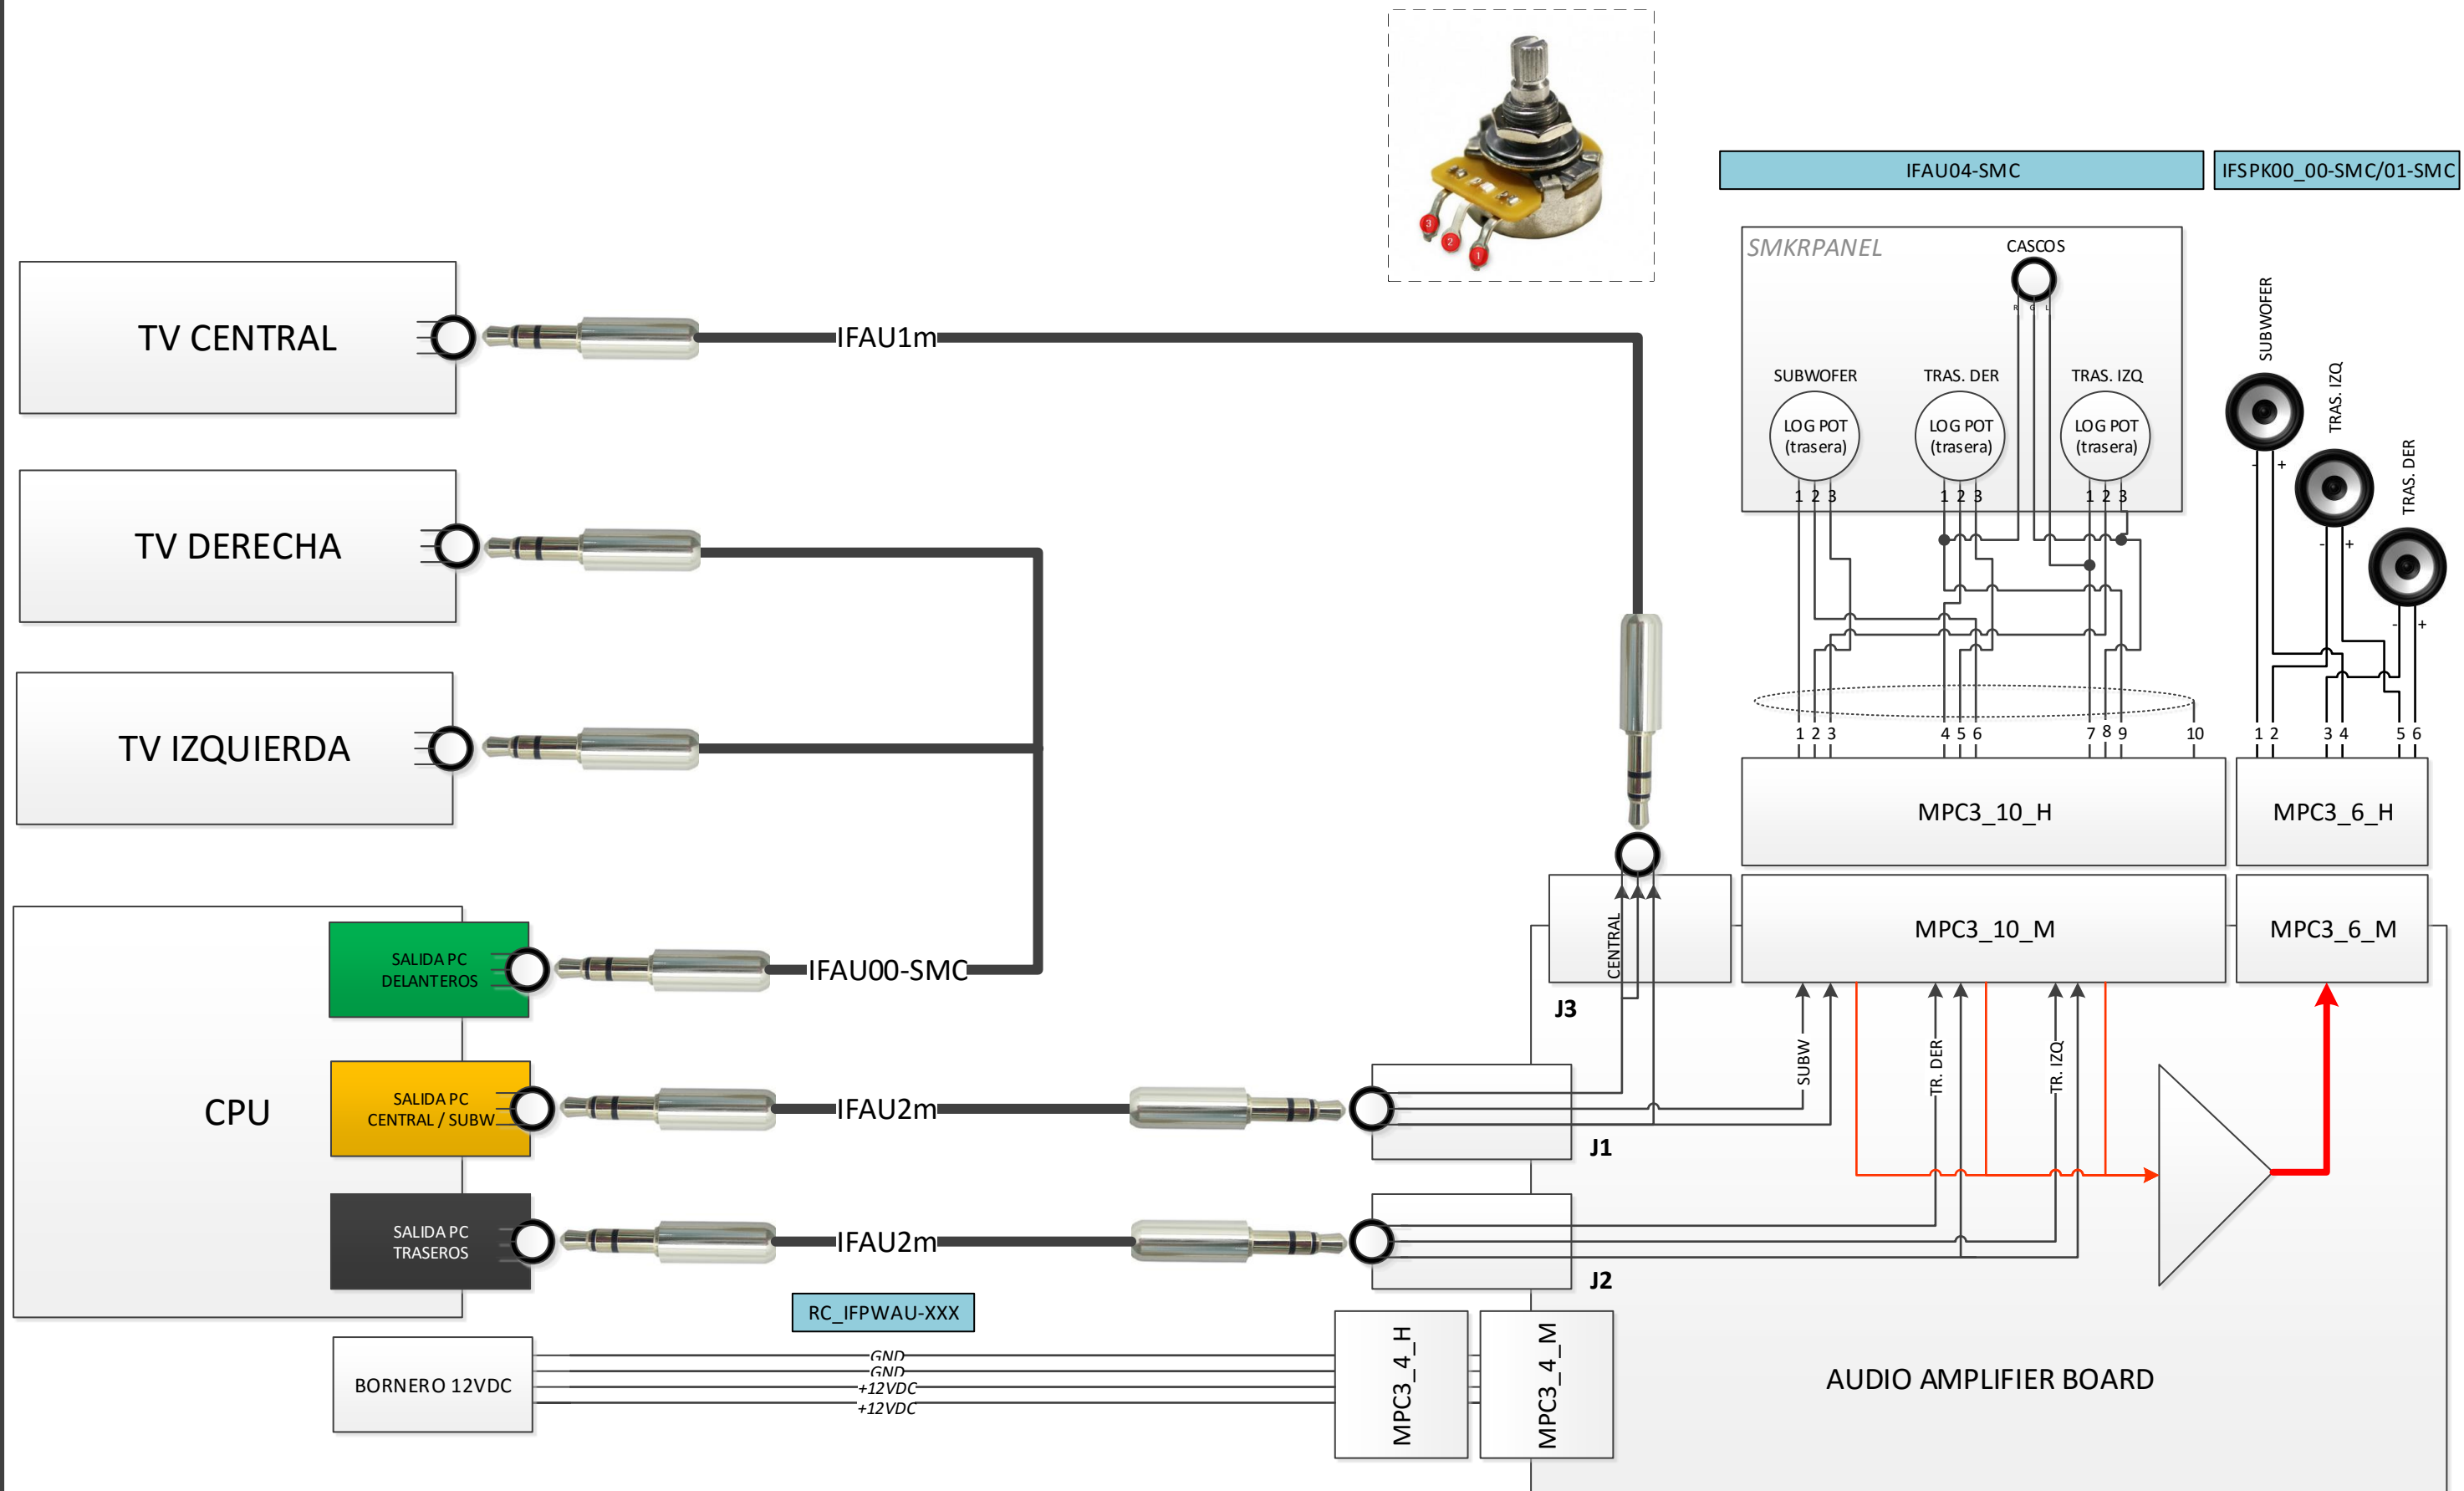 IFAU04-SMC
IFSPK00_00-SMC/01-SMC
3
2
1
SMKRPANEL
CASCOS
R G L
SUBWOFER
TRAS. DER
TRAS. IZQ
LOG POT
(trasera)
LOG POT
(trasera)
LOG POT
(trasera)
1 2 3
1 2 3
1 2 3
SUBWOFER
- +
TRAS. IZQ
- +
TRAS. DER
- +
TV CENTRAL
IFAU1m
TV DERECHA
TV IZQUIERDA
1 2 3
4 5 6
7 8 9
10
1 2
3 4
5 6
MPC3_10_H
MPC3_6_H
CENTRAL
MPC3_10_M
MPC3_6_M
J3
CPU
SALIDA PC
DELANTEROS
IFAU00-SMC
SALIDA PC
CENTRAL / SUBW
IFAU2m
J1
SUBW
TR. DER
TR. IZQ
SALIDA PC
TRASEROS
IFAU2m
J2
RC_IFPWAU-XXX
BORNERO 12VDC
GND
GND
+12VDC
+12VDC
MPC3_4_H
MPC3_4_M
AUDIO AMPLIFIER BOARD